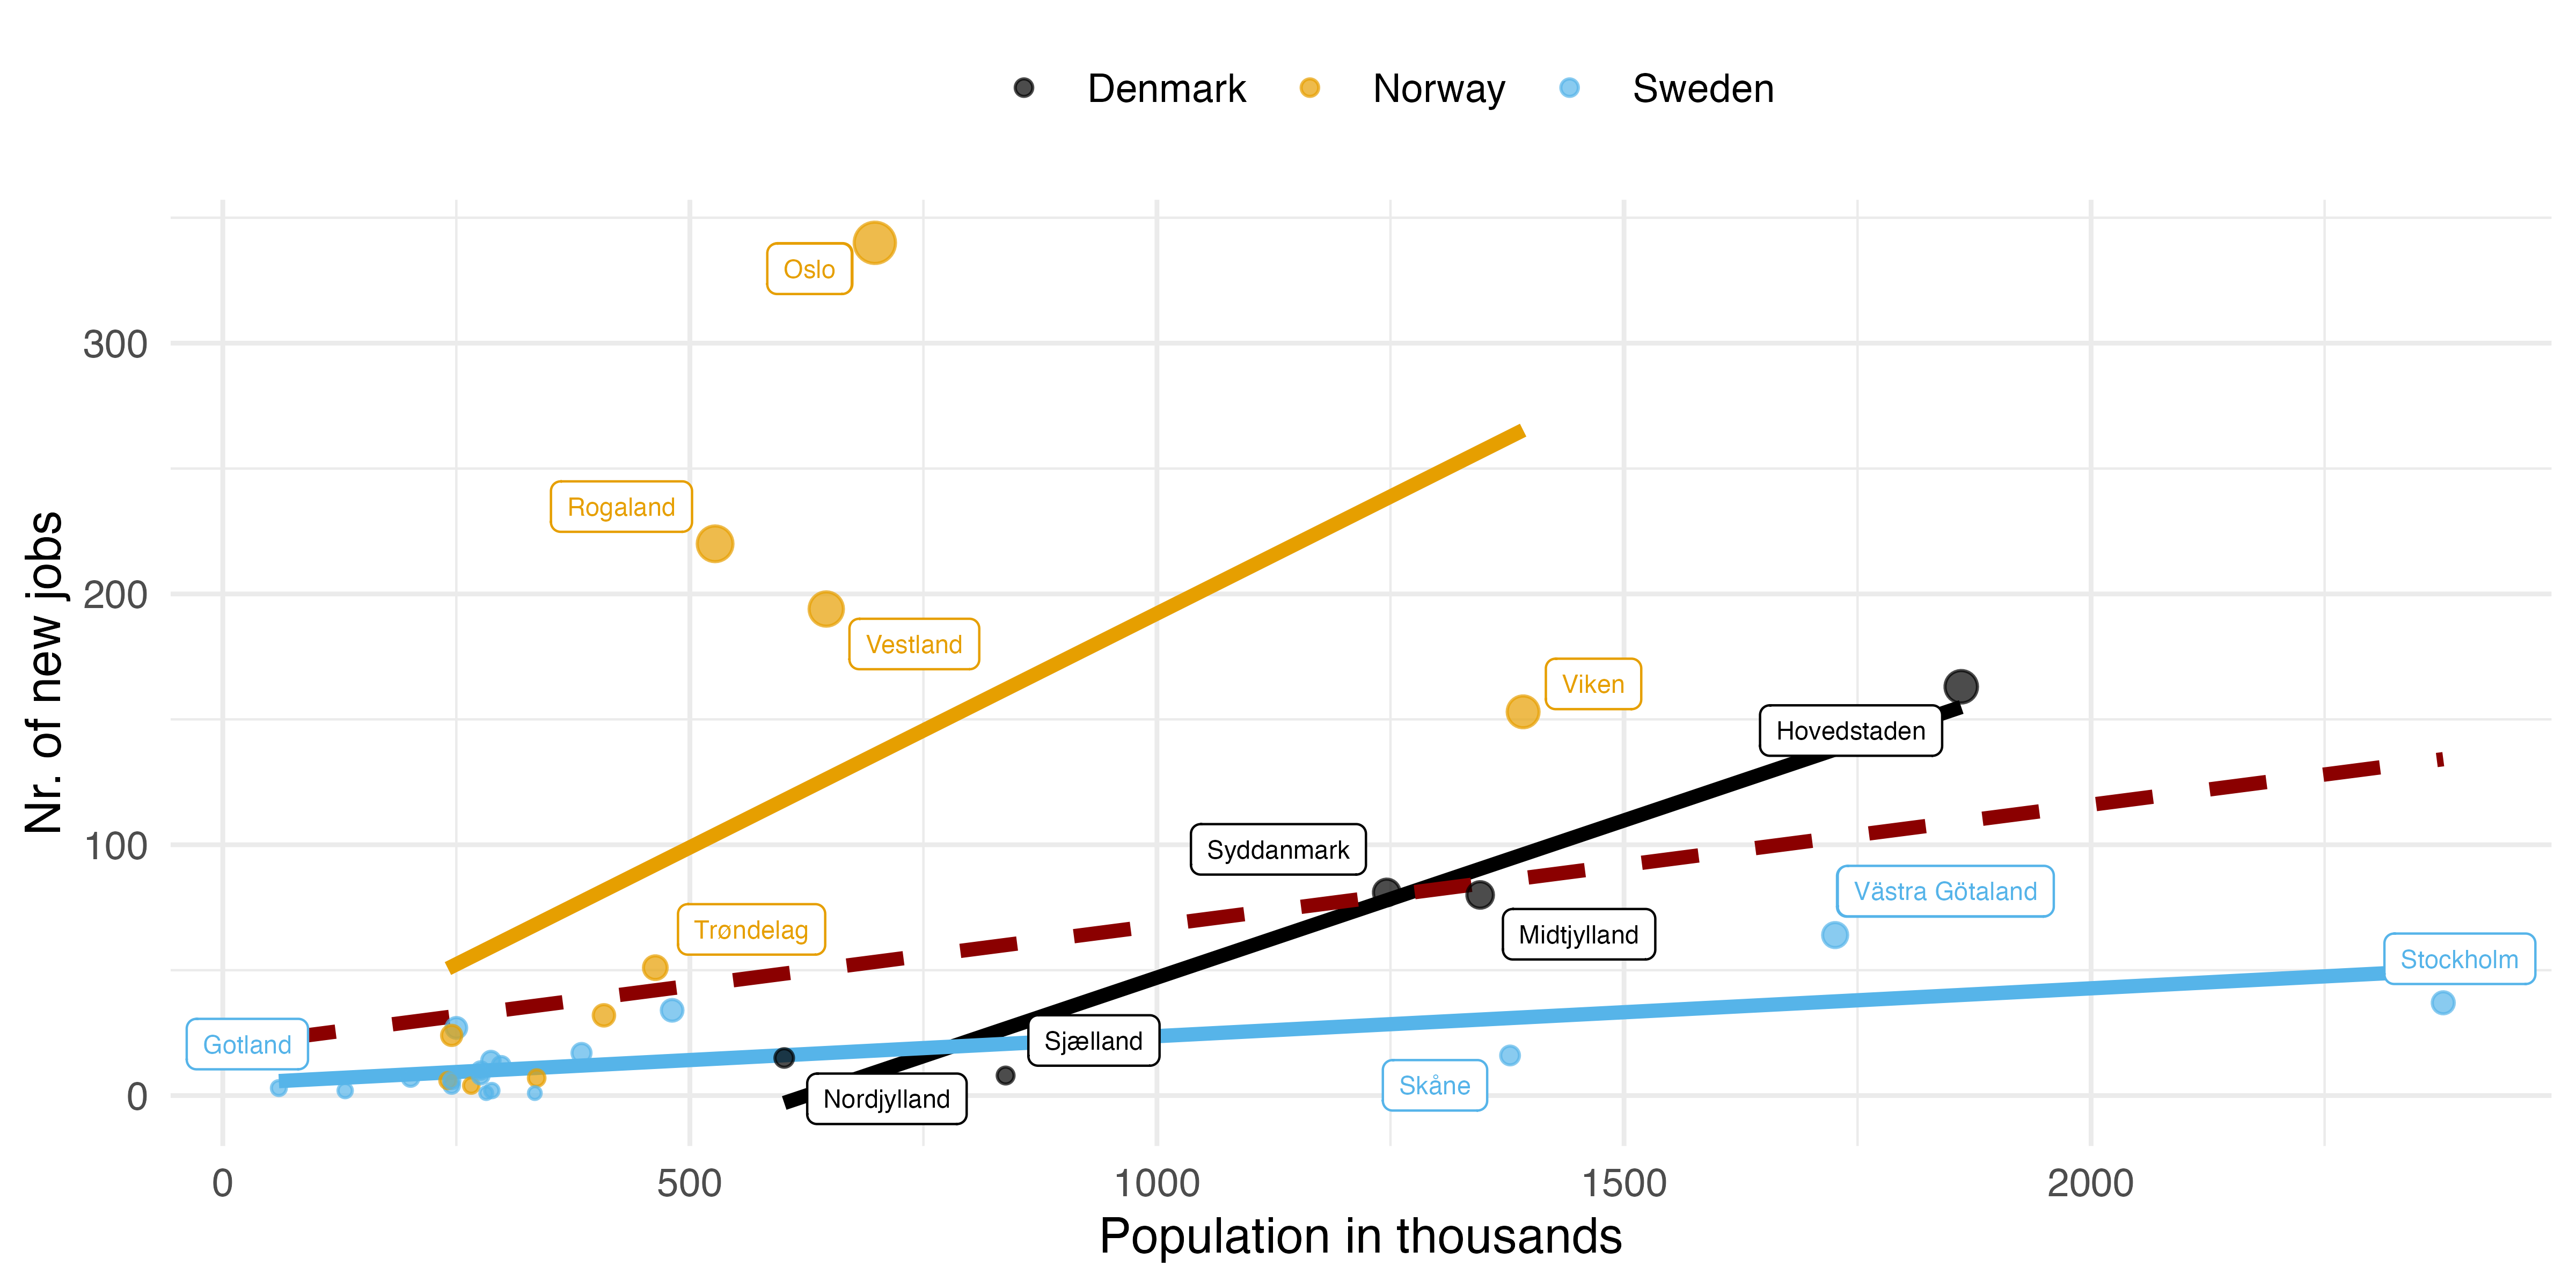 Denmark Norway Sweden
Oslo
300
Rogaland
Vestland
200
Nr. of new jobs
Viken
Hovedstaden
Syddanmark
100
Västra Götaland
Trøndelag
Midtjylland
Stockholm
Gotland
Sjælland
Skåne
Nordjylland
0
0 500 1000 1500 2000
Population in thousands